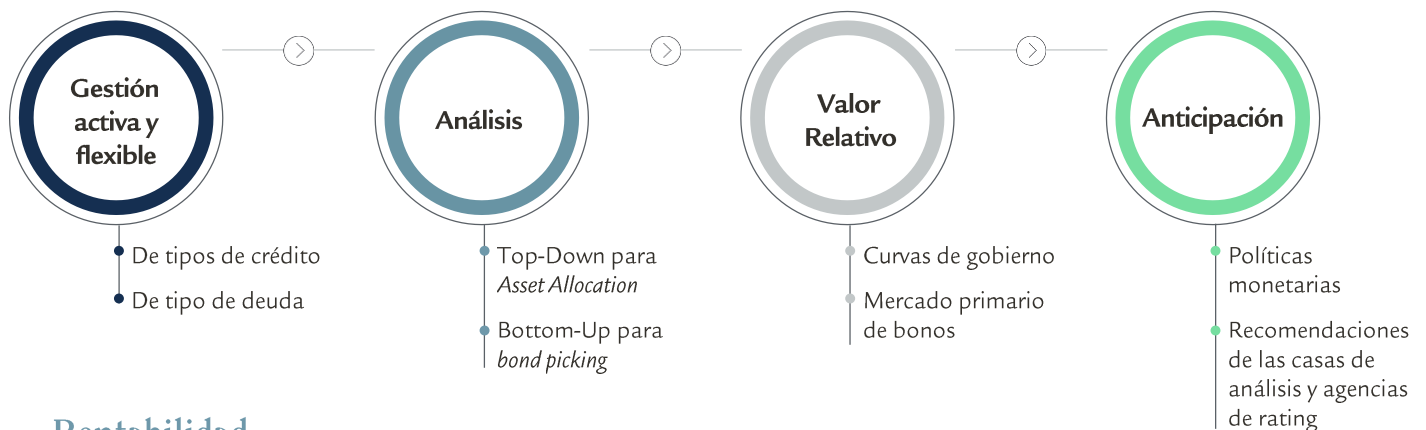 Gestión
activa y
flexible
De tipos de crédito
De tipo de deuda
Análisis
Top-Down para
Asset Allocation
Bottom-Up para
bond picking
Valor
Relativo
Curvas de gobierno
Mercado primario
de bonos
Anticipación
Políticas
monetarias
Recomendaciones
de las casas de
análisis y agencias
de rating
Rentabilidad